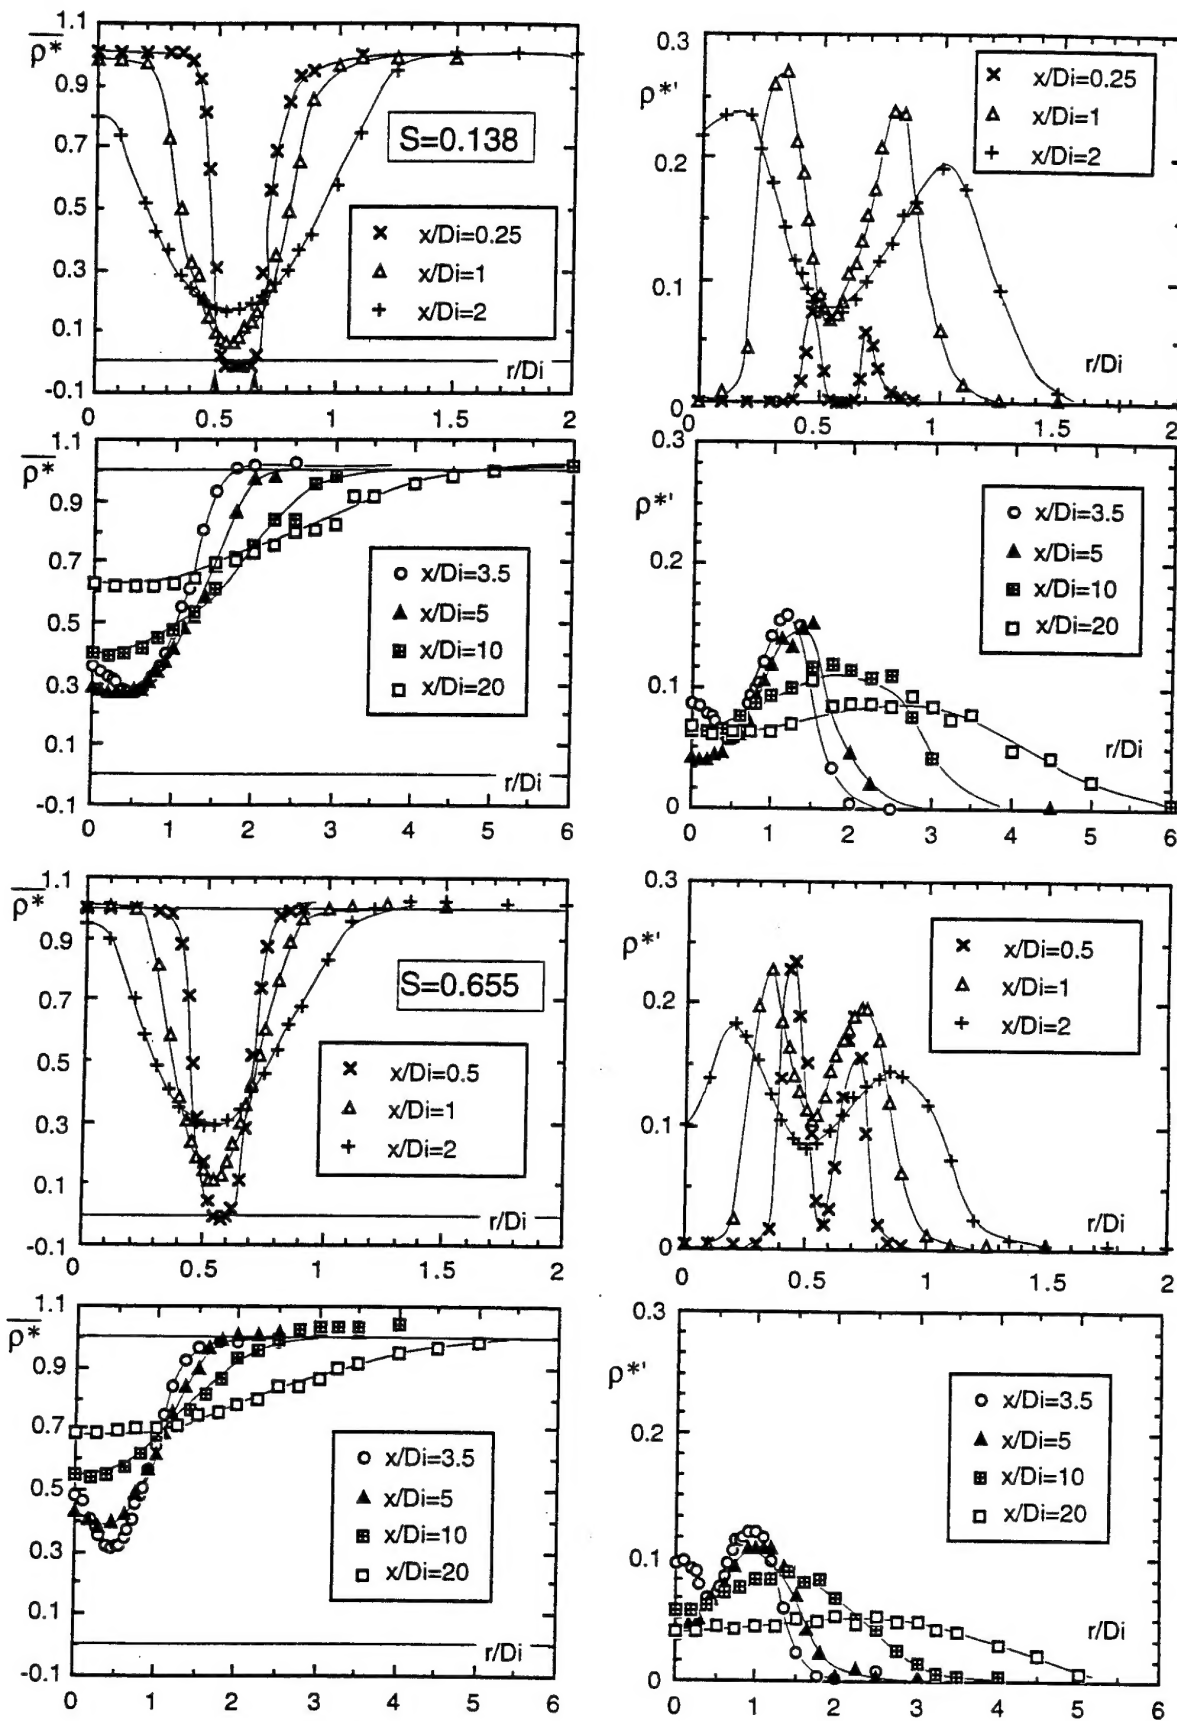 1.1
ρ*
0.9
0.7
0.5
0.3
0.1
-0.1
S=0.138
x/Di=0.25
x/Di=1
x/Di=2
r/Di
0 0.5 1 1.5 2
0.3
ρ*'
0.2
0.1
0
x/Di=0.25
x/Di=1
x/Di=2
r/Di
0 0.5 1 1.5 2
1.1
ρ*
0.9
0.7
0.5
0.3
0.1
-0.1
x/Di=3.5
x/Di=5
x/Di=10
x/Di=20
r/Di
0 1 2 3 4 5 6
0.3
ρ*'
0.2
0.1
0
x/Di=3.5
x/Di=5
x/Di=10
x/Di=20
r/Di
0 1 2 3 4 5 6
1.1
ρ*
0.9
0.7
0.5
0.3
0.1
-0.1
S=0.655
x/Di=0.5
x/Di=1
x/Di=2
r/Di
0 0.5 1 1.5 2
0.3
ρ*'
0.2
0.1
0
x/Di=0.5
x/Di=1
x/Di=2
r/Di
0 0.5 1 1.5 2
1.1
ρ*
0.9
0.7
0.5
0.3
0.1
-0.1
x/Di=3.5
x/Di=5
x/Di=10
x/Di=20
r/Di
0 1 2 3 4 5 6
0.3
ρ*'
0.2
0.1
0
x/Di=3.5
x/Di=5
x/Di=10
x/Di=20
r/Di
0 1 2 3 4 5 6